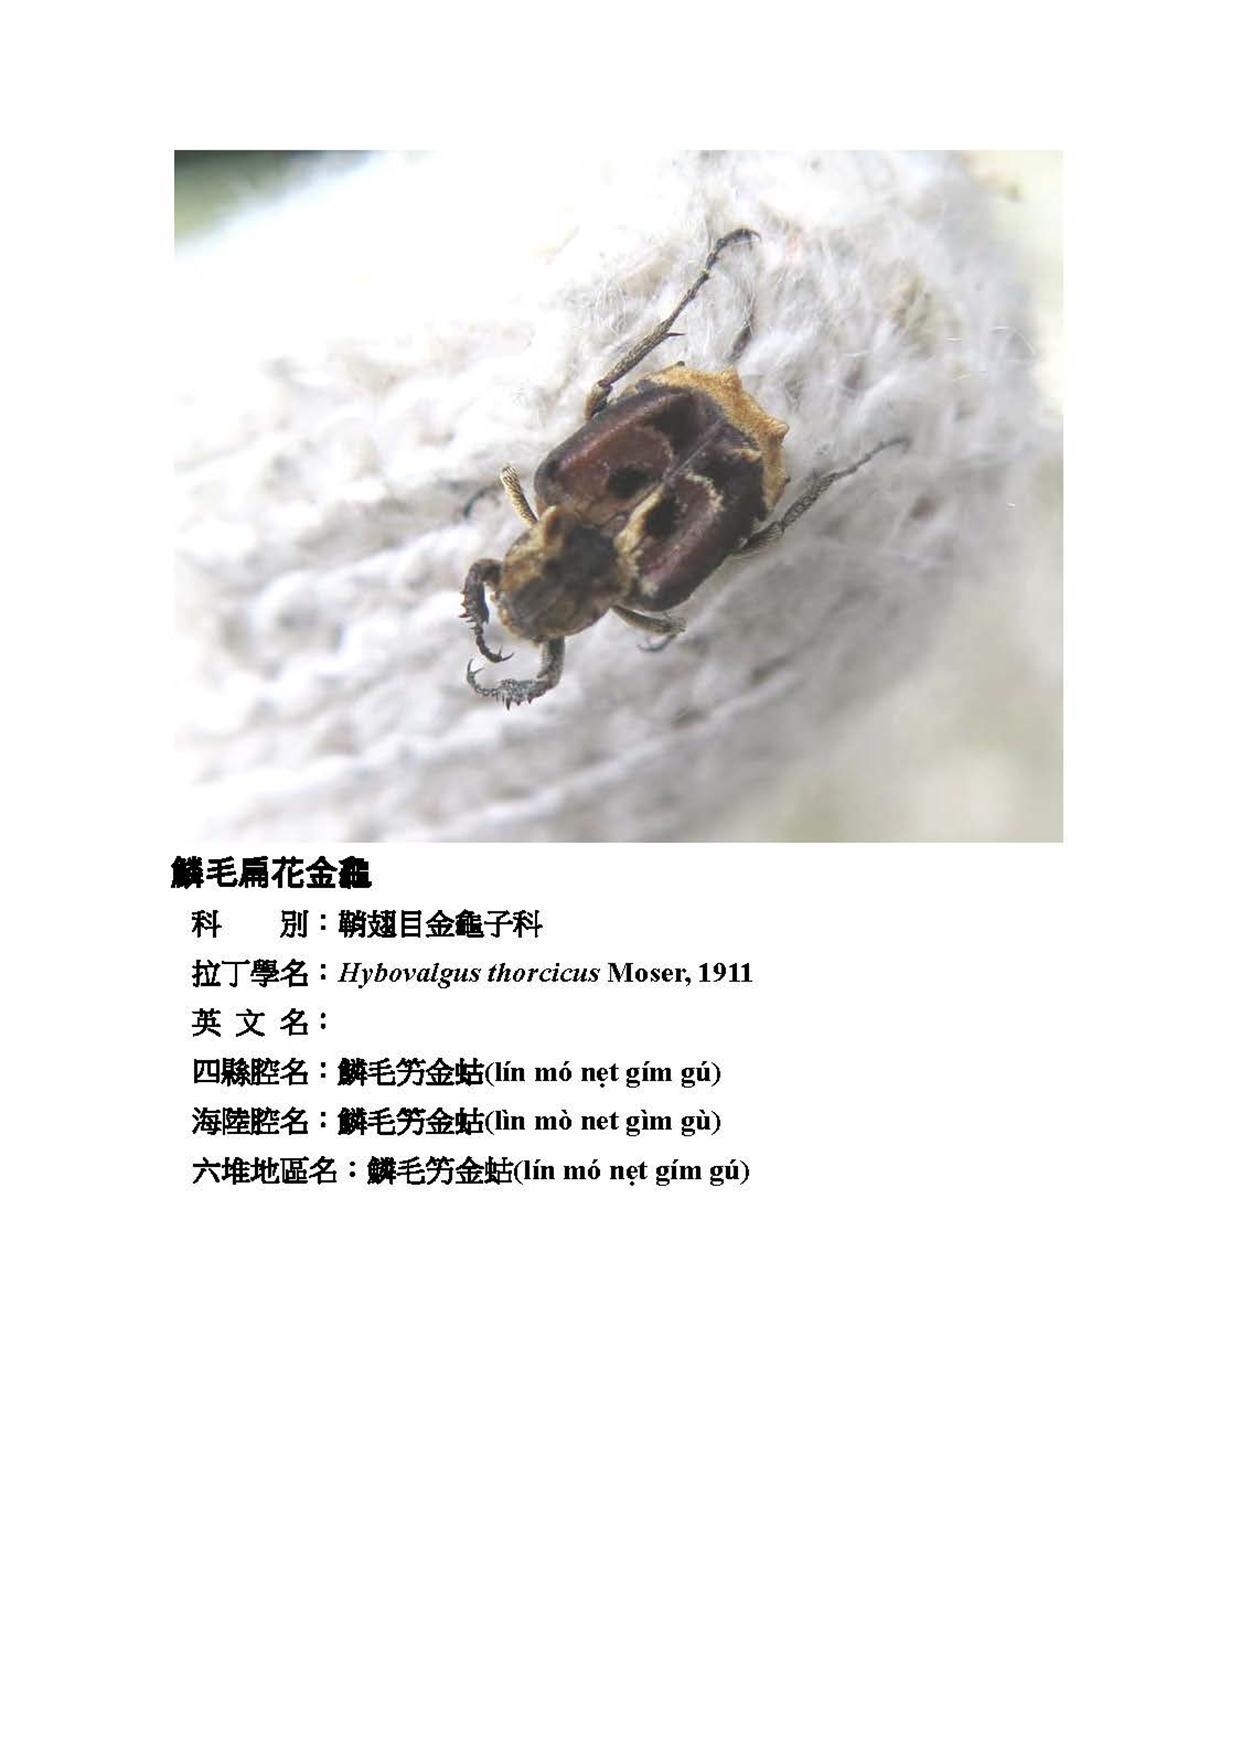 鱗毛扁花金龜
科　　別：鞘翅目金龜子科
拉丁學名：Hybovalgus thorcicus Moser, 1911
英 文 名：
四縣腔名：鱗毛竻金蛄(lín mó nẹt gím gú)
海陸腔名：鱗毛竻金蛄(lìn mò net gìm gù)
六堆地區名：鱗毛竻金蛄(lín mó nẹt gím gú)